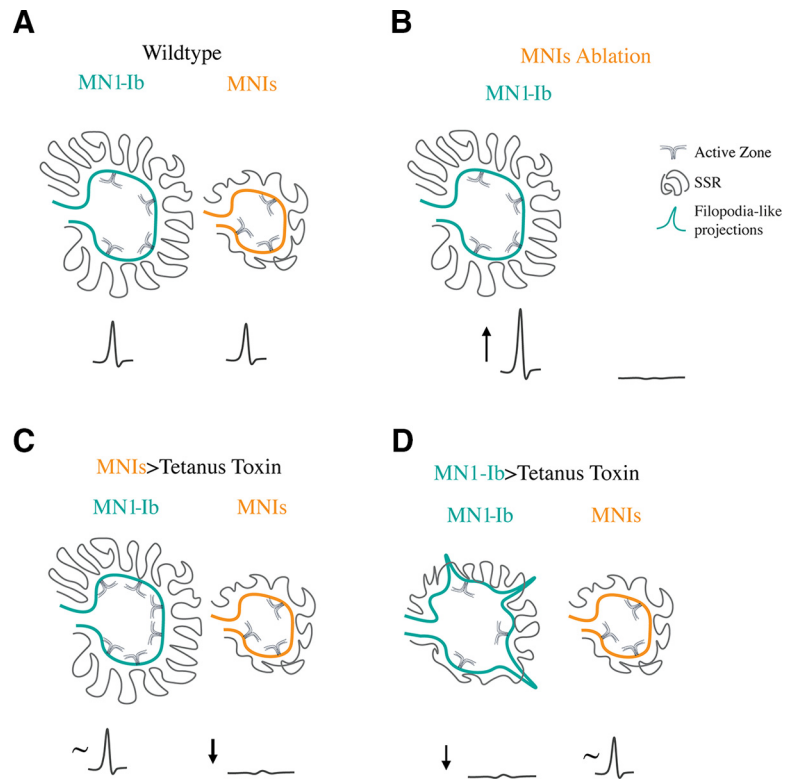 A
Wildtype
MN1-Ib
MNIs
B
MNIs Ablation
MN1-Ib
Active Zone
SSR
Filopodia-like
projections
C
MNIs>Tetanus Toxin
MN1-Ib
MNIs
~
D
MN1-Ib>Tetanus Toxin
MN1-Ib
MNIs
~